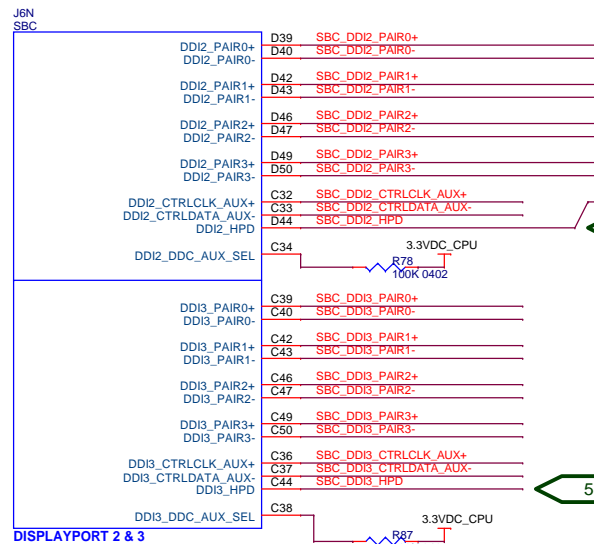 J6N
SBC
DDI2_PAIR0+ D39 SBC_DDI2_PAIR0+
DDI2_PAIR0- D40 SBC_DDI2_PAIR0-
DDI2_PAIR1+ D42 SBC_DDI2_PAIR1+
DDI2_PAIR1- D43 SBC_DDI2_PAIR1-
DDI2_PAIR2+ D46 SBC_DDI2_PAIR2+
DDI2_PAIR2- D47 SBC_DDI2_PAIR2-
DDI2_PAIR3+ D49 SBC_DDI2_PAIR3+
DDI2_PAIR3- D50 SBC_DDI2_PAIR3-
DDI2_CTRLCLK_AUX+ C32 SBC_DDI2_CTRLCLK_AUX+
DDI2_CTRLDATA_AUX- C33 SBC_DDI2_CTRLDATA_AUX-
DDI2_HPD D44 SBC_DDI2_HPD
DDI2_DDC_AUX_SEL C34 3.3VDC_CPU
R78
100K 0402
DDI3_PAIR0+ C39 SBC_DDI3_PAIR0+
DDI3_PAIR0- C40 SBC_DDI3_PAIR0-
DDI3_PAIR1+ C42 SBC_DDI3_PAIR1+
DDI3_PAIR1- C43 SBC_DDI3_PAIR1-
DDI3_PAIR2+ C46 SBC_DDI3_PAIR2+
DDI3_PAIR2- C47 SBC_DDI3_PAIR2-
DDI3_PAIR3+ C49 SBC_DDI3_PAIR3+
DDI3_PAIR3- C50 SBC_DDI3_PAIR3-
DDI3_CTRLCLK_AUX+ C36 SBC_DDI3_CTRLCLK_AUX+
DDI3_CTRLDATA_AUX- C37 SBC_DDI3_CTRLDATA_AUX-
DDI3_HPD C44 SBC_DDI3_HPD
5
DDI3_DDC_AUX_SEL C38 3.3VDC_CPU
R87
DISPLAYPORT 2 & 3